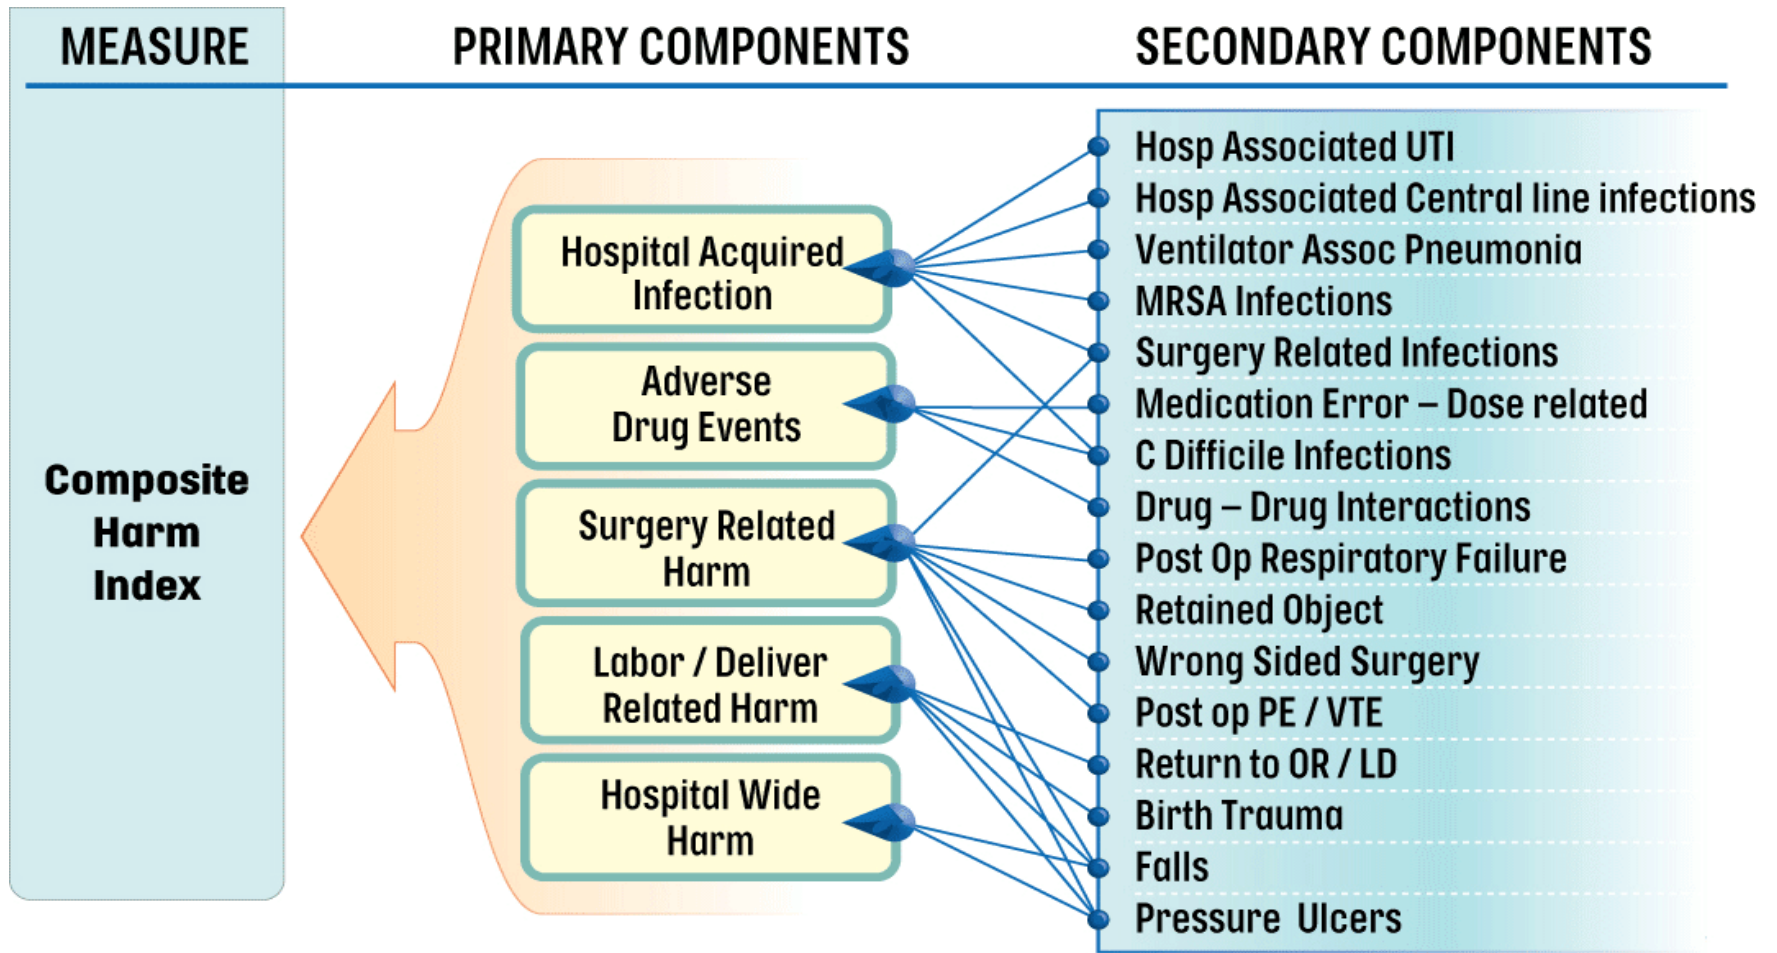 MEASURE
PRIMARY COMPONENTS
SECONDARY COMPONENTS
Composite
Harm
Index
Hospital Acquired
Infection
Adverse
Drug Events
Surgery Related
Harm
Labor / Deliver
Related Harm
Hospital Wide
Harm
Hosp Associated UTI
Hosp Associated Central line infections
Ventilator Assoc Pneumonia
MRSA Infections
Surgery Related Infections
Medication Error – Dose related
C Difficile Infections
Drug – Drug Interactions
Post Op Respiratory Failure
Retained Object
Wrong Sided Surgery
Post op PE / VTE
Return to OR / LD
Birth Trauma
Falls
Pressure Ulcers